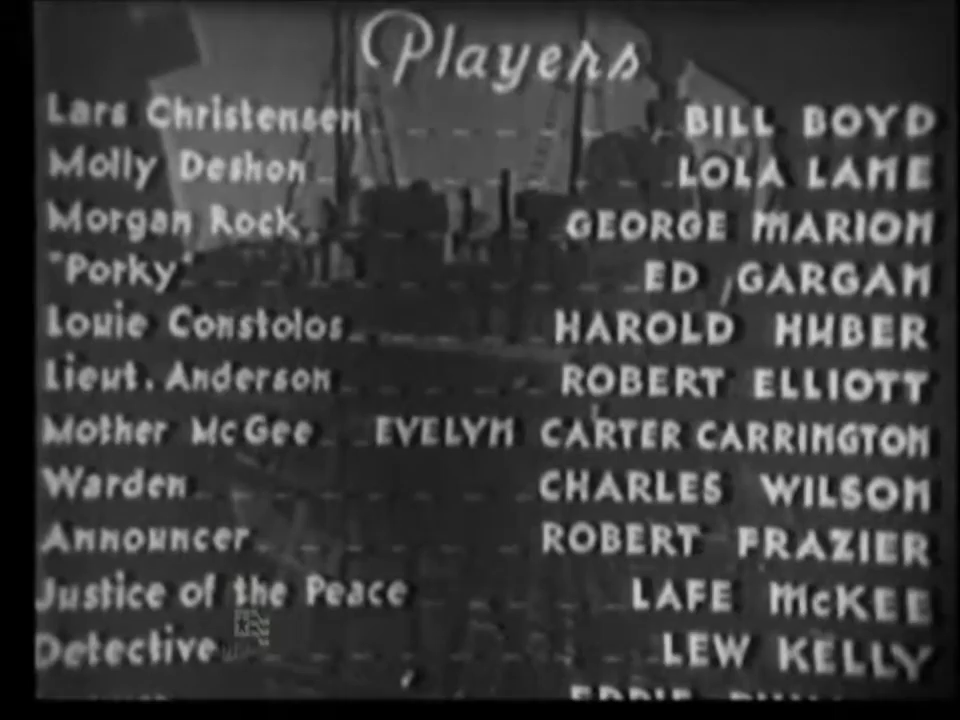 Players
Lars Christensen BILL BOYD
Molly Deshon LOLA LANE
Morgan Rock GEORGE MARION
"Porky" ED GARGAN
Louie Constolos HAROLD HUBER
Lieut. Anderson ROBERT ELLIOTT
Mother McGee EVELYN CARTER CARRINGTON
Warden CHARLES WILSON
Announcer ROBERT FRAZIER
Justice of the Peace LAFE McKEE
Detective LEW KELLY
EDDIE